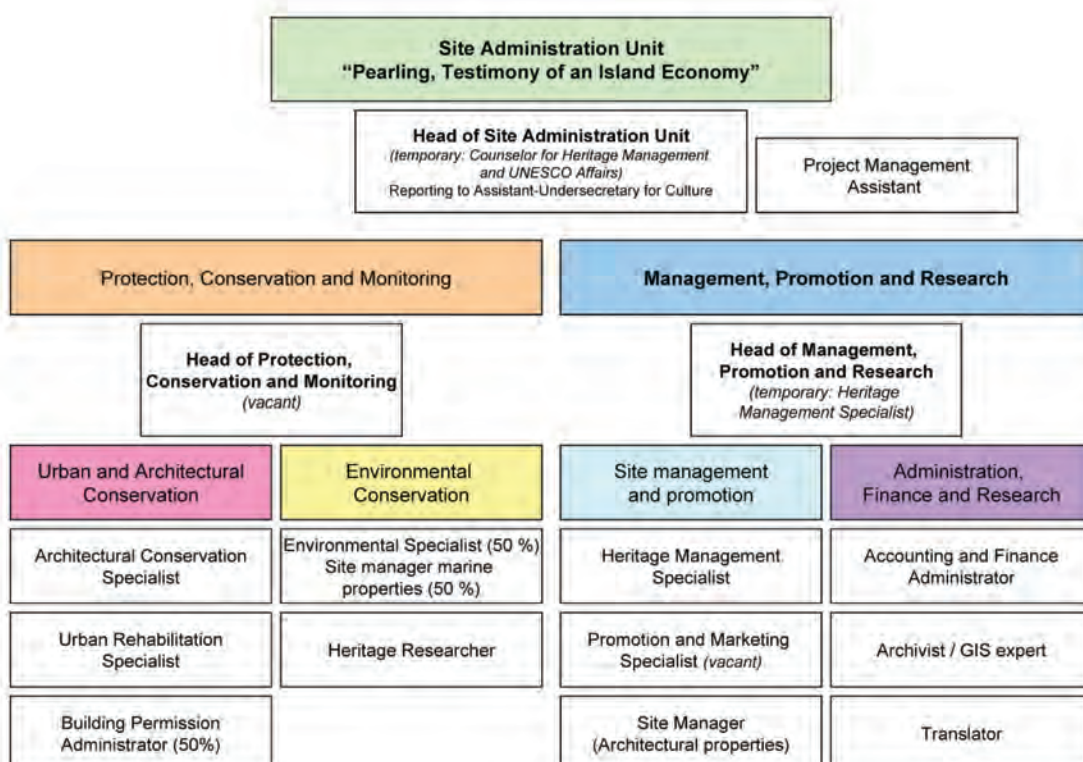 Site Administration Unit
“Pearling, Testimony of an Island Economy”
Head of Site Administration Unit
(temporary: Counselor for Heritage Management
and UNESCO Affairs)
Reporting to Assistant-Undersecretary for Culture
Project Management
Assistant
Protection, Conservation and Monitoring
Management, Promotion and Research
Head of Protection,
Conservation and Monitoring
(vacant)
Head of Management,
Promotion and Research
(temporary: Heritage
Management Specialist)
Urban and Architectural
Conservation
Environmental
Conservation
Site management
and promotion
Administration,
Finance and Research
Architectural Conservation
Specialist
Environmental Specialist (50 %)
Site manager marine
properties (50 %)
Heritage Management
Specialist
Accounting and Finance
Administrator
Urban Rehabilitation
Specialist
Heritage Researcher
Promotion and Marketing
Specialist (vacant)
Archivist / GIS expert
Building Permission
Administrator (50%)
Site Manager
(Architectural properties)
Translator